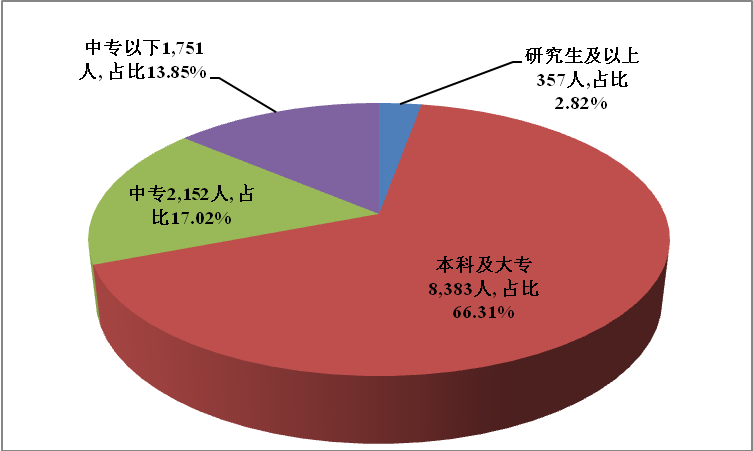 中专以下1,751
人,占比13.85%
研究生及以上
357人,占比
2.82%
中专2,152人,占
比17.02%
本科及大专
8,383人,占比
66.31%